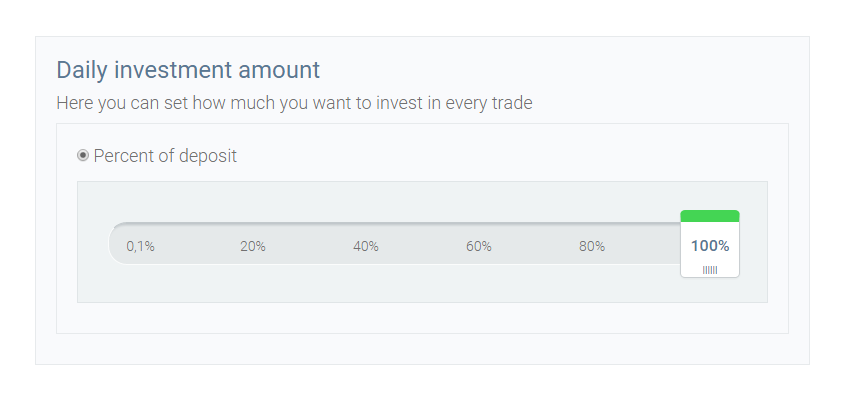 Daily investment amount
Here you can set how much you want to invest in every trade
Percent of deposit
0,1% 20% 40% 60% 80% 100%